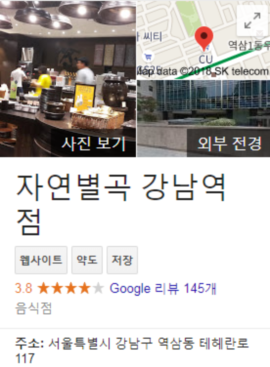 씨티
역삼1동
CU
Map data ©2018 SK telecom
사진 보기
외부 전경
자연별곡 강남역
점
웹사이트 약도 저장
3.8 ★★★★★ Google 리뷰 145개
음식점
주소: 서울특별시 강남구 역삼동 테헤란로
117